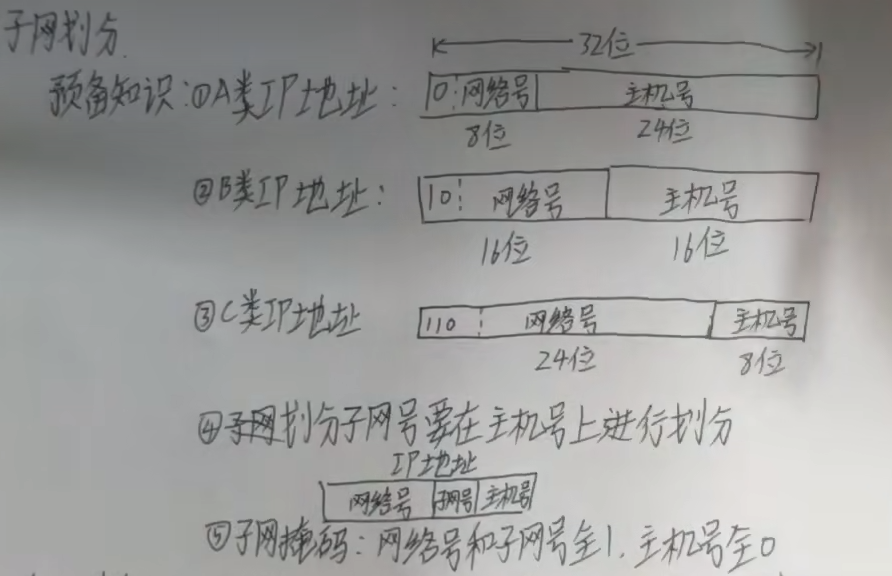 子网划分
32位
预备知识:①A类IP地址: 0 网络号 主机号
8位 24位
②B类IP地址: 10 网络号 主机号
16位 16位
③C类IP地址 110 网络号 主机号
24位 8位
④子网划分子网号要在主机号上进行划分
IP地址
网络号 子网号 主机号
⑤子网掩码:网络号和子网号全1.主机号全0